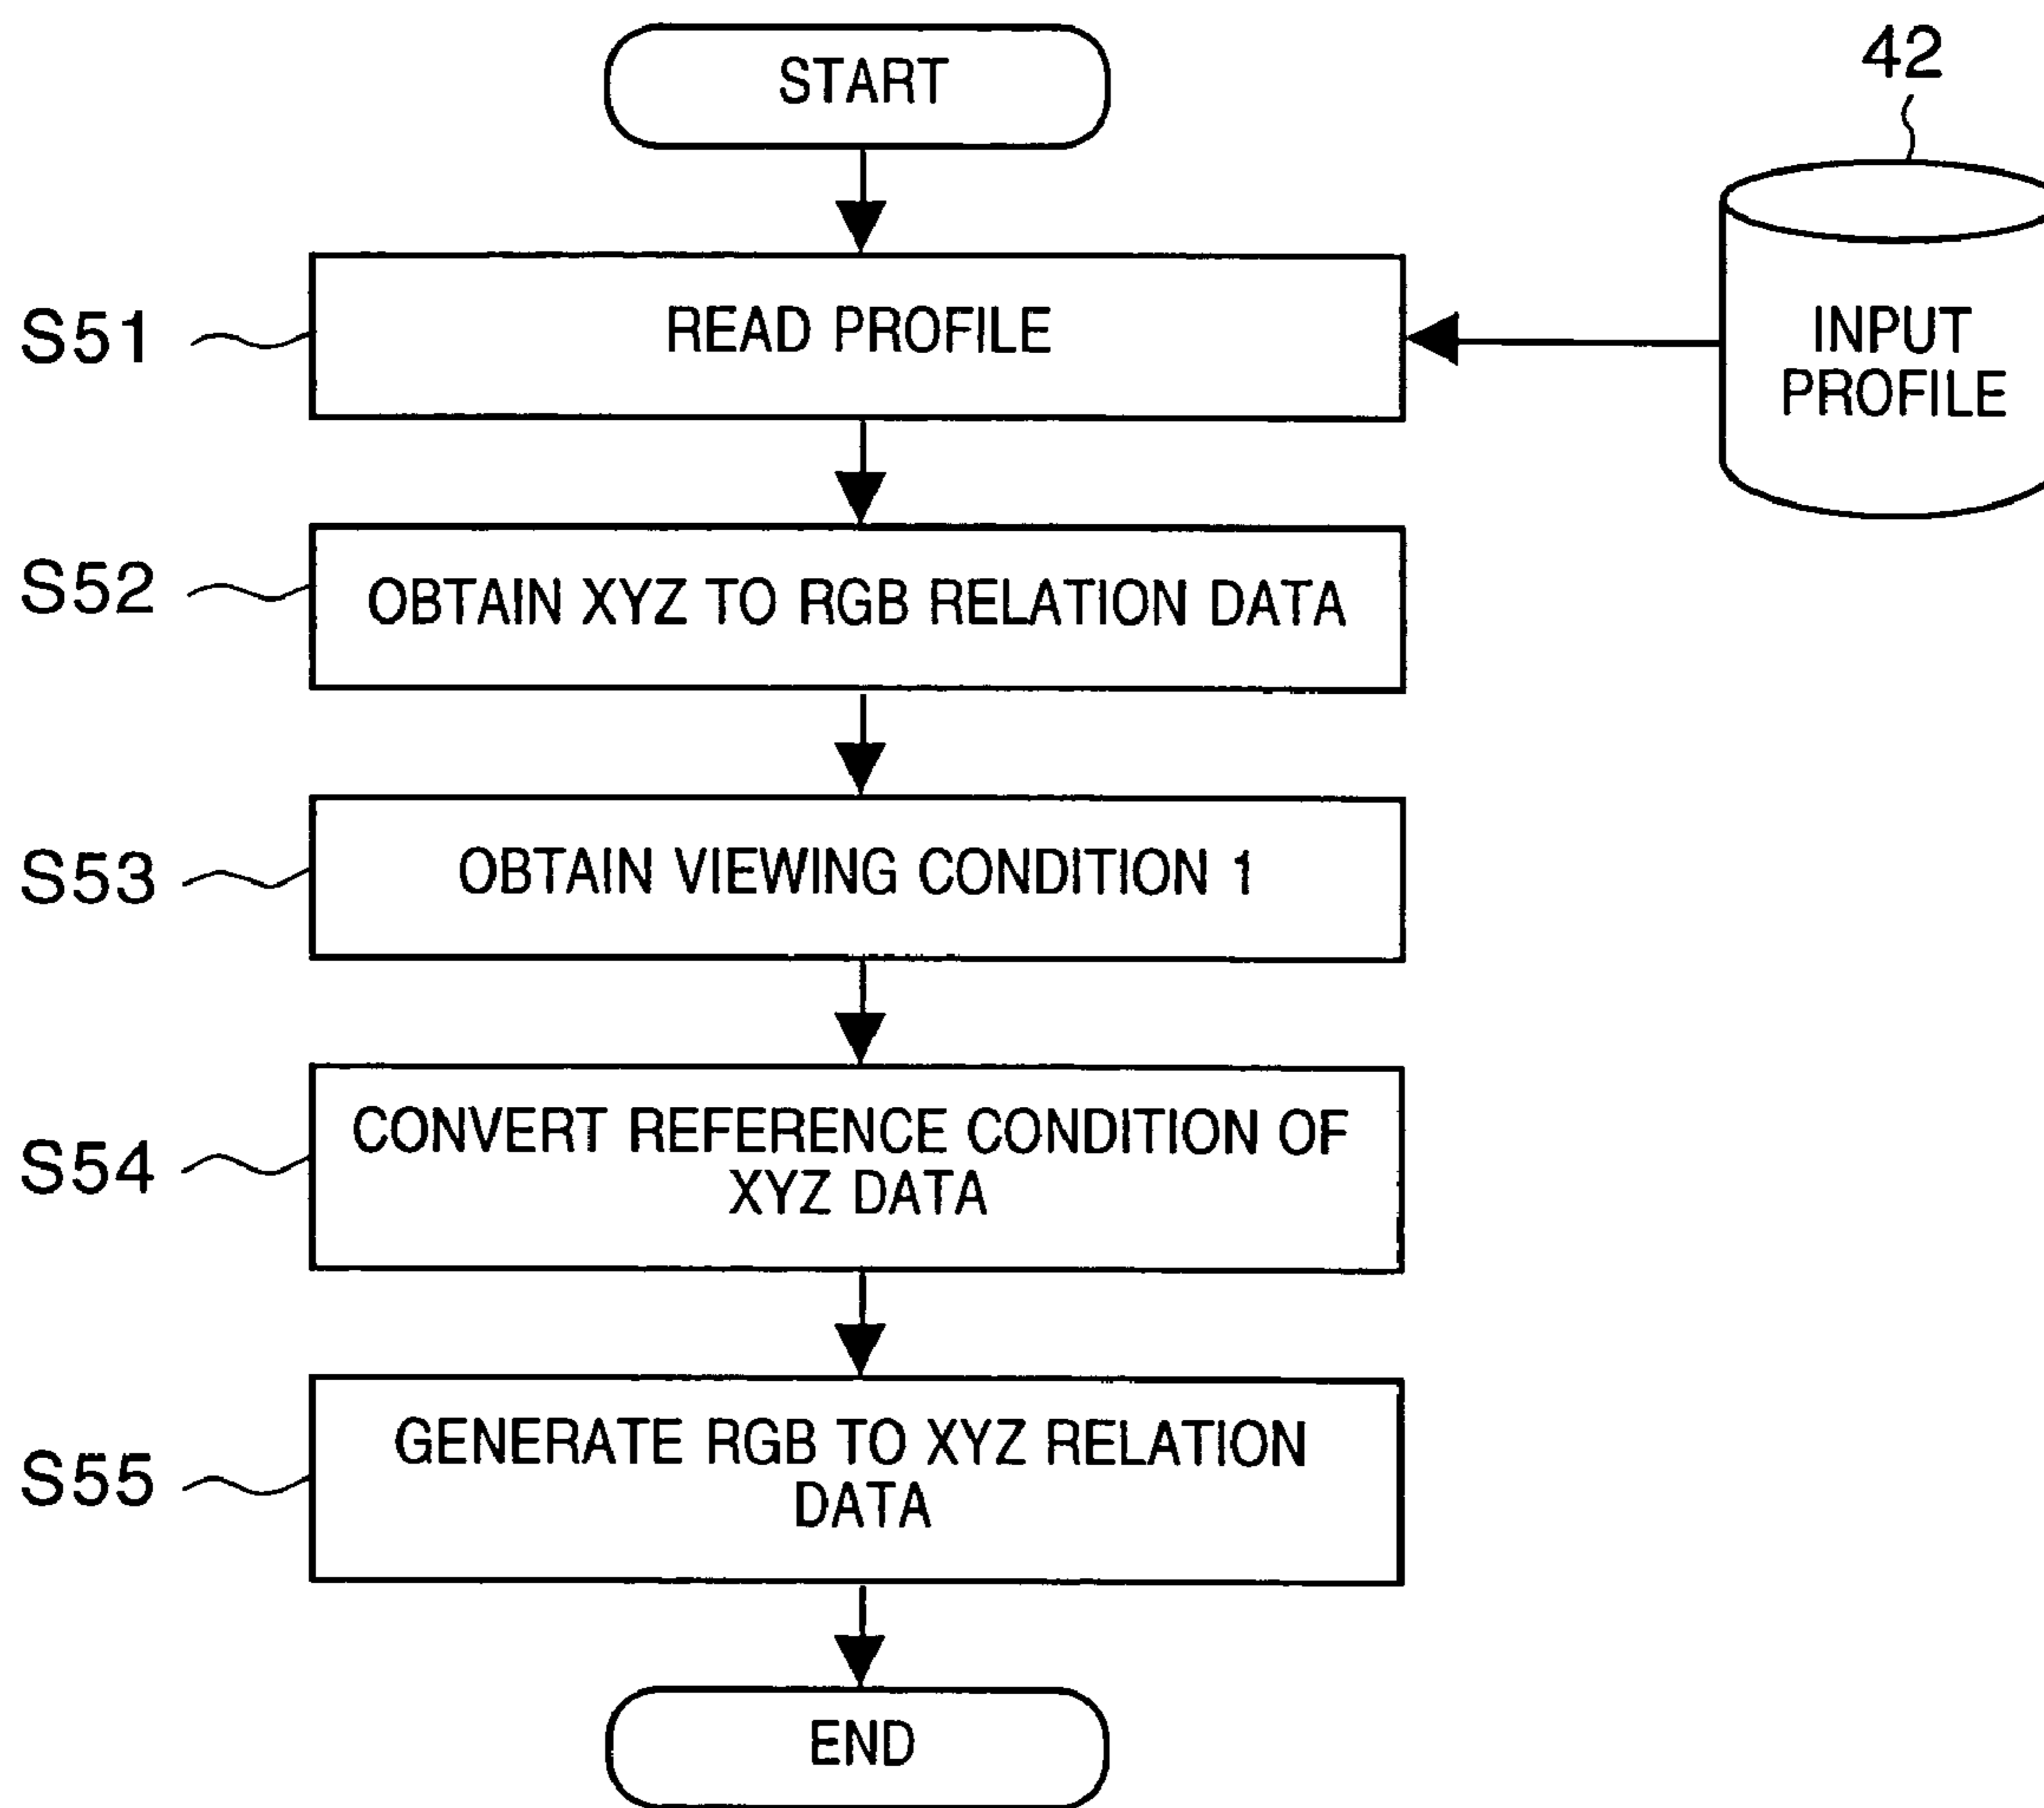 START
42
S51
READ PROFILE
INPUT
PROFILE
S52
OBTAIN XYZ TO RGB RELATION DATA
S53
OBTAIN VIEWING CONDITION 1
S54
CONVERT REFERENCE CONDITION OF
XYZ DATA
S55
GENERATE RGB TO XYZ RELATION
DATA
END